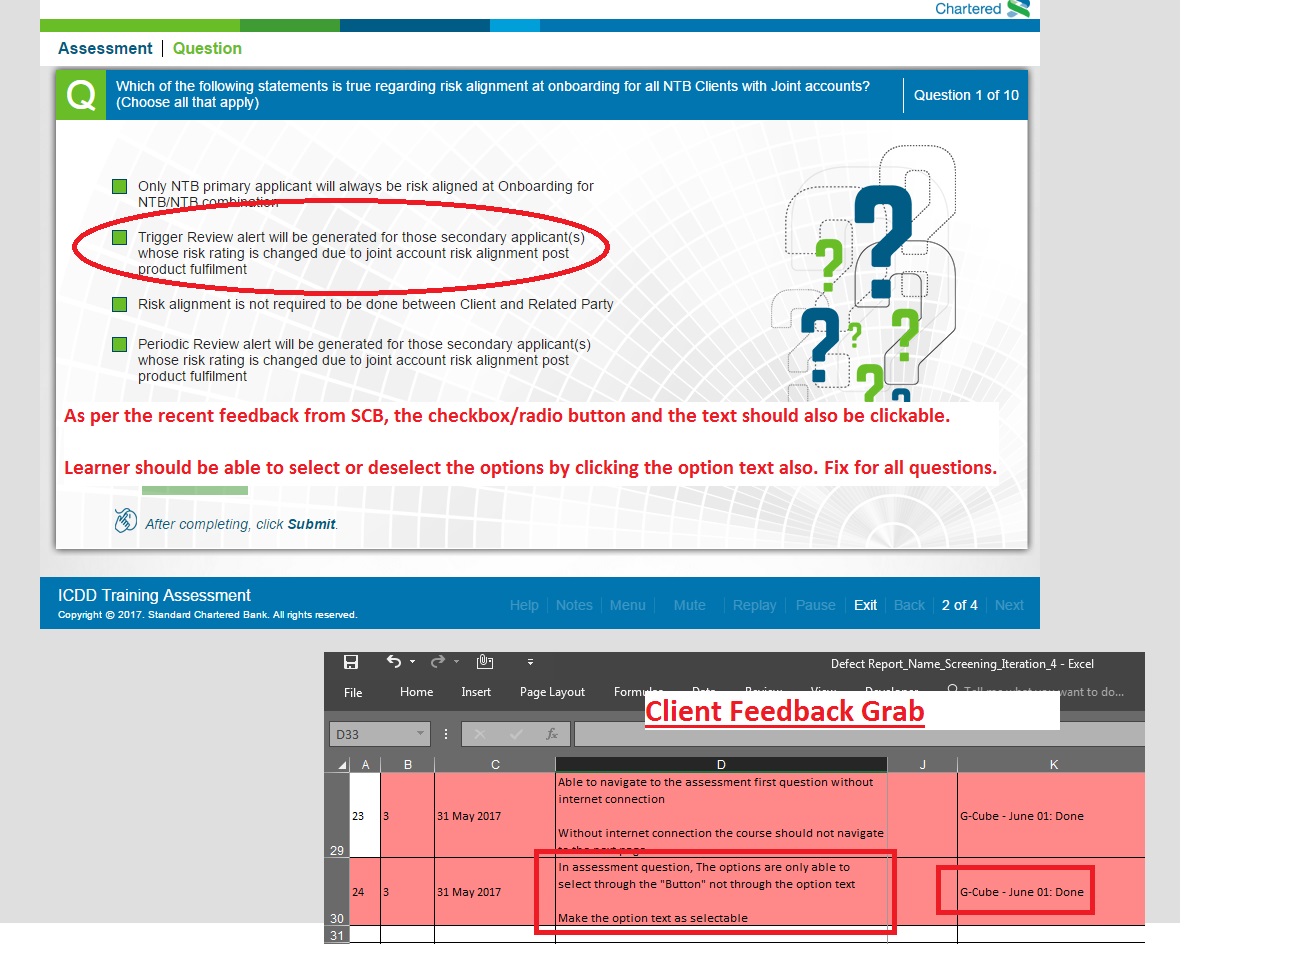 Chartered
Assessment | Question
Q
Which of the following statements is true regarding risk alignment at onboarding for all NTB Clients with Joint accounts?
(Choose all that apply)
Question 1 of 10
Only NTB primary applicant will always be risk aligned at Onboarding for
NTB/NTB combination
Trigger Review alert will be generated for those secondary applicant(s)
whose risk rating is changed due to joint account risk alignment post
product fulfilment
Risk alignment is not required to be done between Client and Related Party
Periodic Review alert will be generated for those secondary applicant(s)
whose risk rating is changed due to joint account risk alignment post
product fulfilment
As per the recent feedback from SCB, the checkbox/radio button and the text should also be clickable.
Learner should be able to select or deselect the options by clicking the option text also. Fix for all questions.
After completing, click Submit.
ICDD Training Assessment
Copyright © 2017. Standard Chartered Bank. All rights reserved.
Help | Notes | Menu | Mute | Replay | Pause | Exit | Back | 2 of 4 | Next
Defect Report_Name_Screening_Iteration_4 - Excel
File Home Insert Page Layout Formulas Data Review View Developer Tell me what you want to do...
Client Feedback Grab
D33 fx
A B C D J K
Able to navigate to the assessment first question without
internet connection
Without internet connection the course should not navigate
to the next page
29 23 3 31 May 2017 G-Cube - June 01: Done
In assessment question, The options are only able to
select through the "Button" not through the option text
Make the option text as selectable
30 24 3 31 May 2017 G-Cube - June 01: Done
31